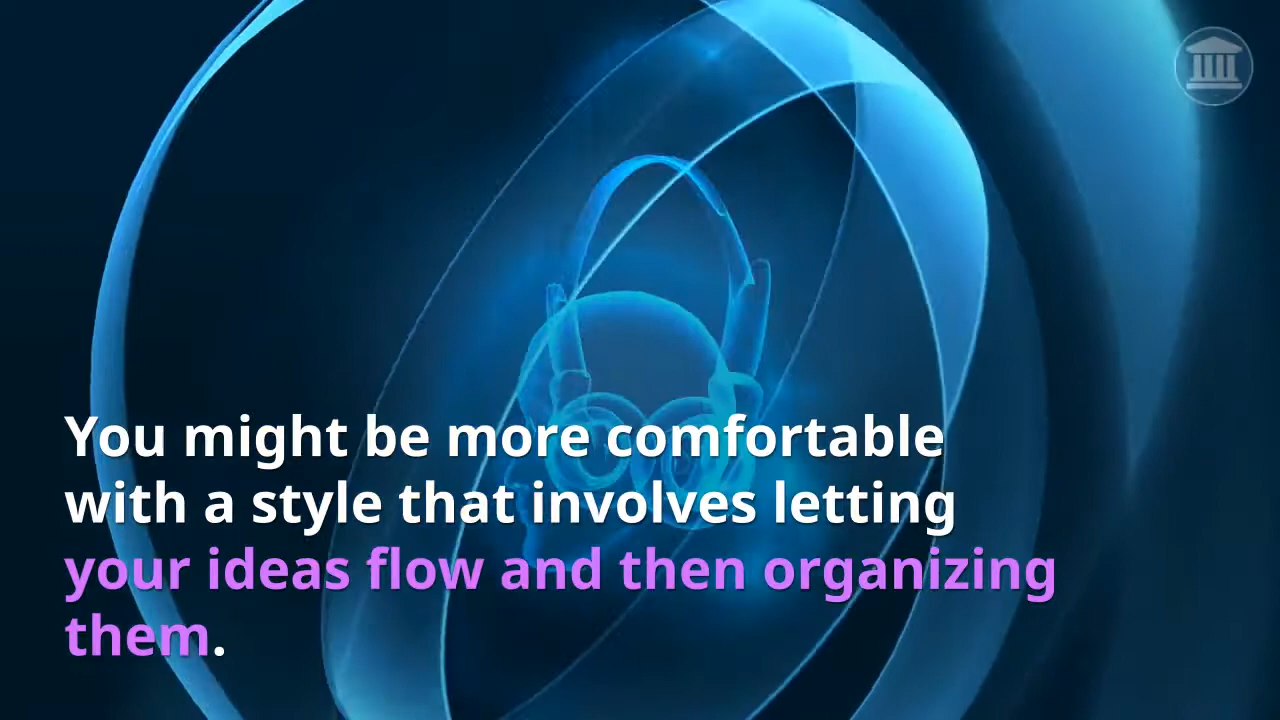 You might be more comfortable
with a style that involves letting
your ideas flow and then organizing
them.